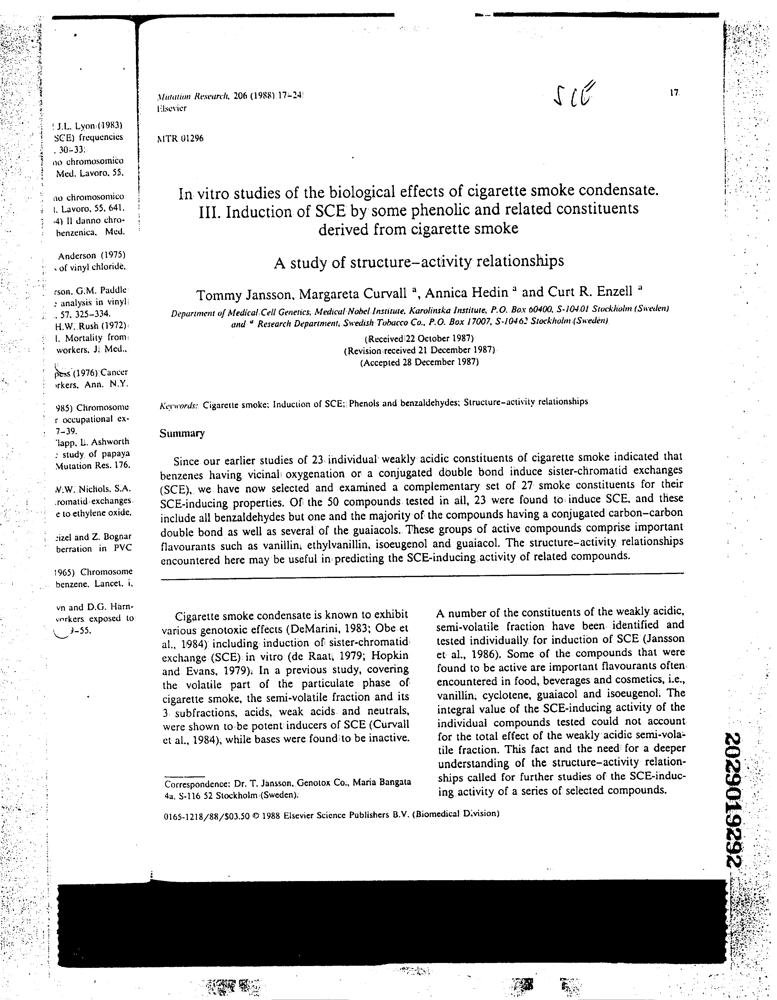 Mutation Research, 206 (1988) 17-24
Elsevier
SCE
17
MTR 01296
In vitro studies of the biological effects of cigarette smoke condensate.
III. Induction of SCE by some phenolic and related constituents
derived from cigarette smoke
A study of structure-activity relationships
Tommy Jansson, Margareta Curvall a, Annica Hedin a and Curt R. Enzell a
Department of Medical Cell Genetics, Medical Nobel Institute, Karolinska Institute, P.O. Box 60400, S-10401 Stockholm (Sweden)
and a Research Department, Swedish Tobacco Co., P.O. Box 17007, S-10462 Stockholm (Sweden)
(Received 22 October 1987)
(Revision received 21 December 1987)
(Accepted 28 December 1987)
Keywords: Cigarette smoke; Induction of SCE; Phenols and benzaldehydes; Structure-activity relationships
Summary
Since our earlier studies of 23 individual weakly acidic constituents of cigarette smoke indicated that
benzenes having vicinal oxygenation or a conjugated double bond induce sister-chromatid exchanges
(SCE), we have now selected and examined a complementary set of 27 smoke constituents for their
SCE-inducing properties. Of the 50 compounds tested in all, 23 were found to induce SCE, and these
include all benzaldehydes but one and the majority of the compounds having a conjugated carbon-carbon
double bond as well as several of the guaiacols. These groups of active compounds comprise important
flavourants such as vanillin, ethylvanillin, isoeugenol and guaiacol. The structure-activity relationships
encountered here may be useful in predicting the SCE-inducing activity of related compounds.
Cigarette smoke condensate is known to exhibit
various genotoxic effects (DeMarini, 1983; Obe et
al., 1984) including induction of sister-chromatid
exchange (SCE) in vitro (de Raat, 1979; Hopkin
and Evans, 1979). In a previous study, covering
the volatile part of the particulate phase of
cigarette smoke, the semi-volatile fraction and its
3 subfractions, acids, weak acids and neutrals,
were shown to be potent inducers of SCE (Curvall
et al., 1984), while bases were found to be inactive.
Correspondence: Dr. T. Jansson, Genotox Co., Maria Bangata
4a, S-116 52 Stockholm (Sweden).
0165-1218/88/$03.50 © 1988 Elsevier Science Publishers B.V. (Biomedical Division)
A number of the constituents of the weakly acidic,
semi-volatile fraction have been identified and
tested individually for induction of SCE (Jansson
et al., 1986). Some of the compounds that were
found to be active are important flavourants often
encountered in food, beverages and cosmetics, i.e.,
vanillin, cyclotene, guaiacol and isoeugenol. The
integral value of the SCE-inducing activity of the
individual compounds tested could not account
for the total effect of the weakly acidic semi-vola-
tile fraction. This fact and the need for a deeper
understanding of the structure-activity relation-
ships called for further studies of the SCE-induc-
ing activity of a series of selected compounds.
J.L. Lyon (1983)
SCE) frequencies
. 30-33.
no chromosomico
Med. Lavoro, 55,
no chromosomico
. Lavoro, 55, 641.
-4) Il danno chro-
benzenica, Med.
Anderson (1975)
of vinyl chloride,
rson, G.M. Paddle
analysis in vinyl
, 57, 325-334.
H.W. Rush (1972)
Mortality from
workers, J. Med.,
(1976) Cancer
rkers, Ann. N.Y.
985) Chromosome
r occupational ex-
7-39.
lapp, L. Ashworth
study of papaya
Mutation Res. 176,
W.W. Nichols, S.A.
romatid exchanges
e to ethylene oxide,
eizel and Z. Bognar
berration in PVC
1965) Chromosome
benzene. Lancet, i,
vn and D.G. Harn-
workers exposed to
-55.
2029019292